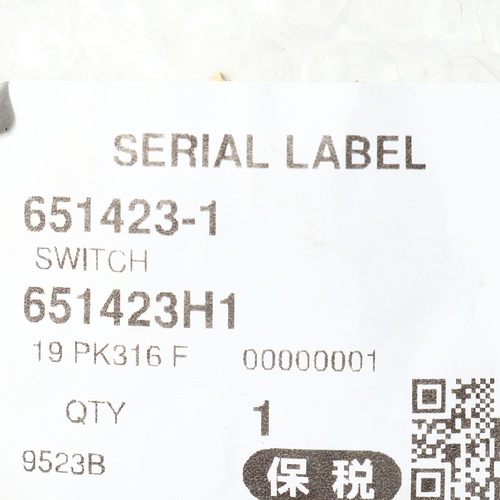 SERIAL LABEL
651423-1
SWITCH
651423H1
19 PK316 F 00000001
QTY 1
9523B 保税